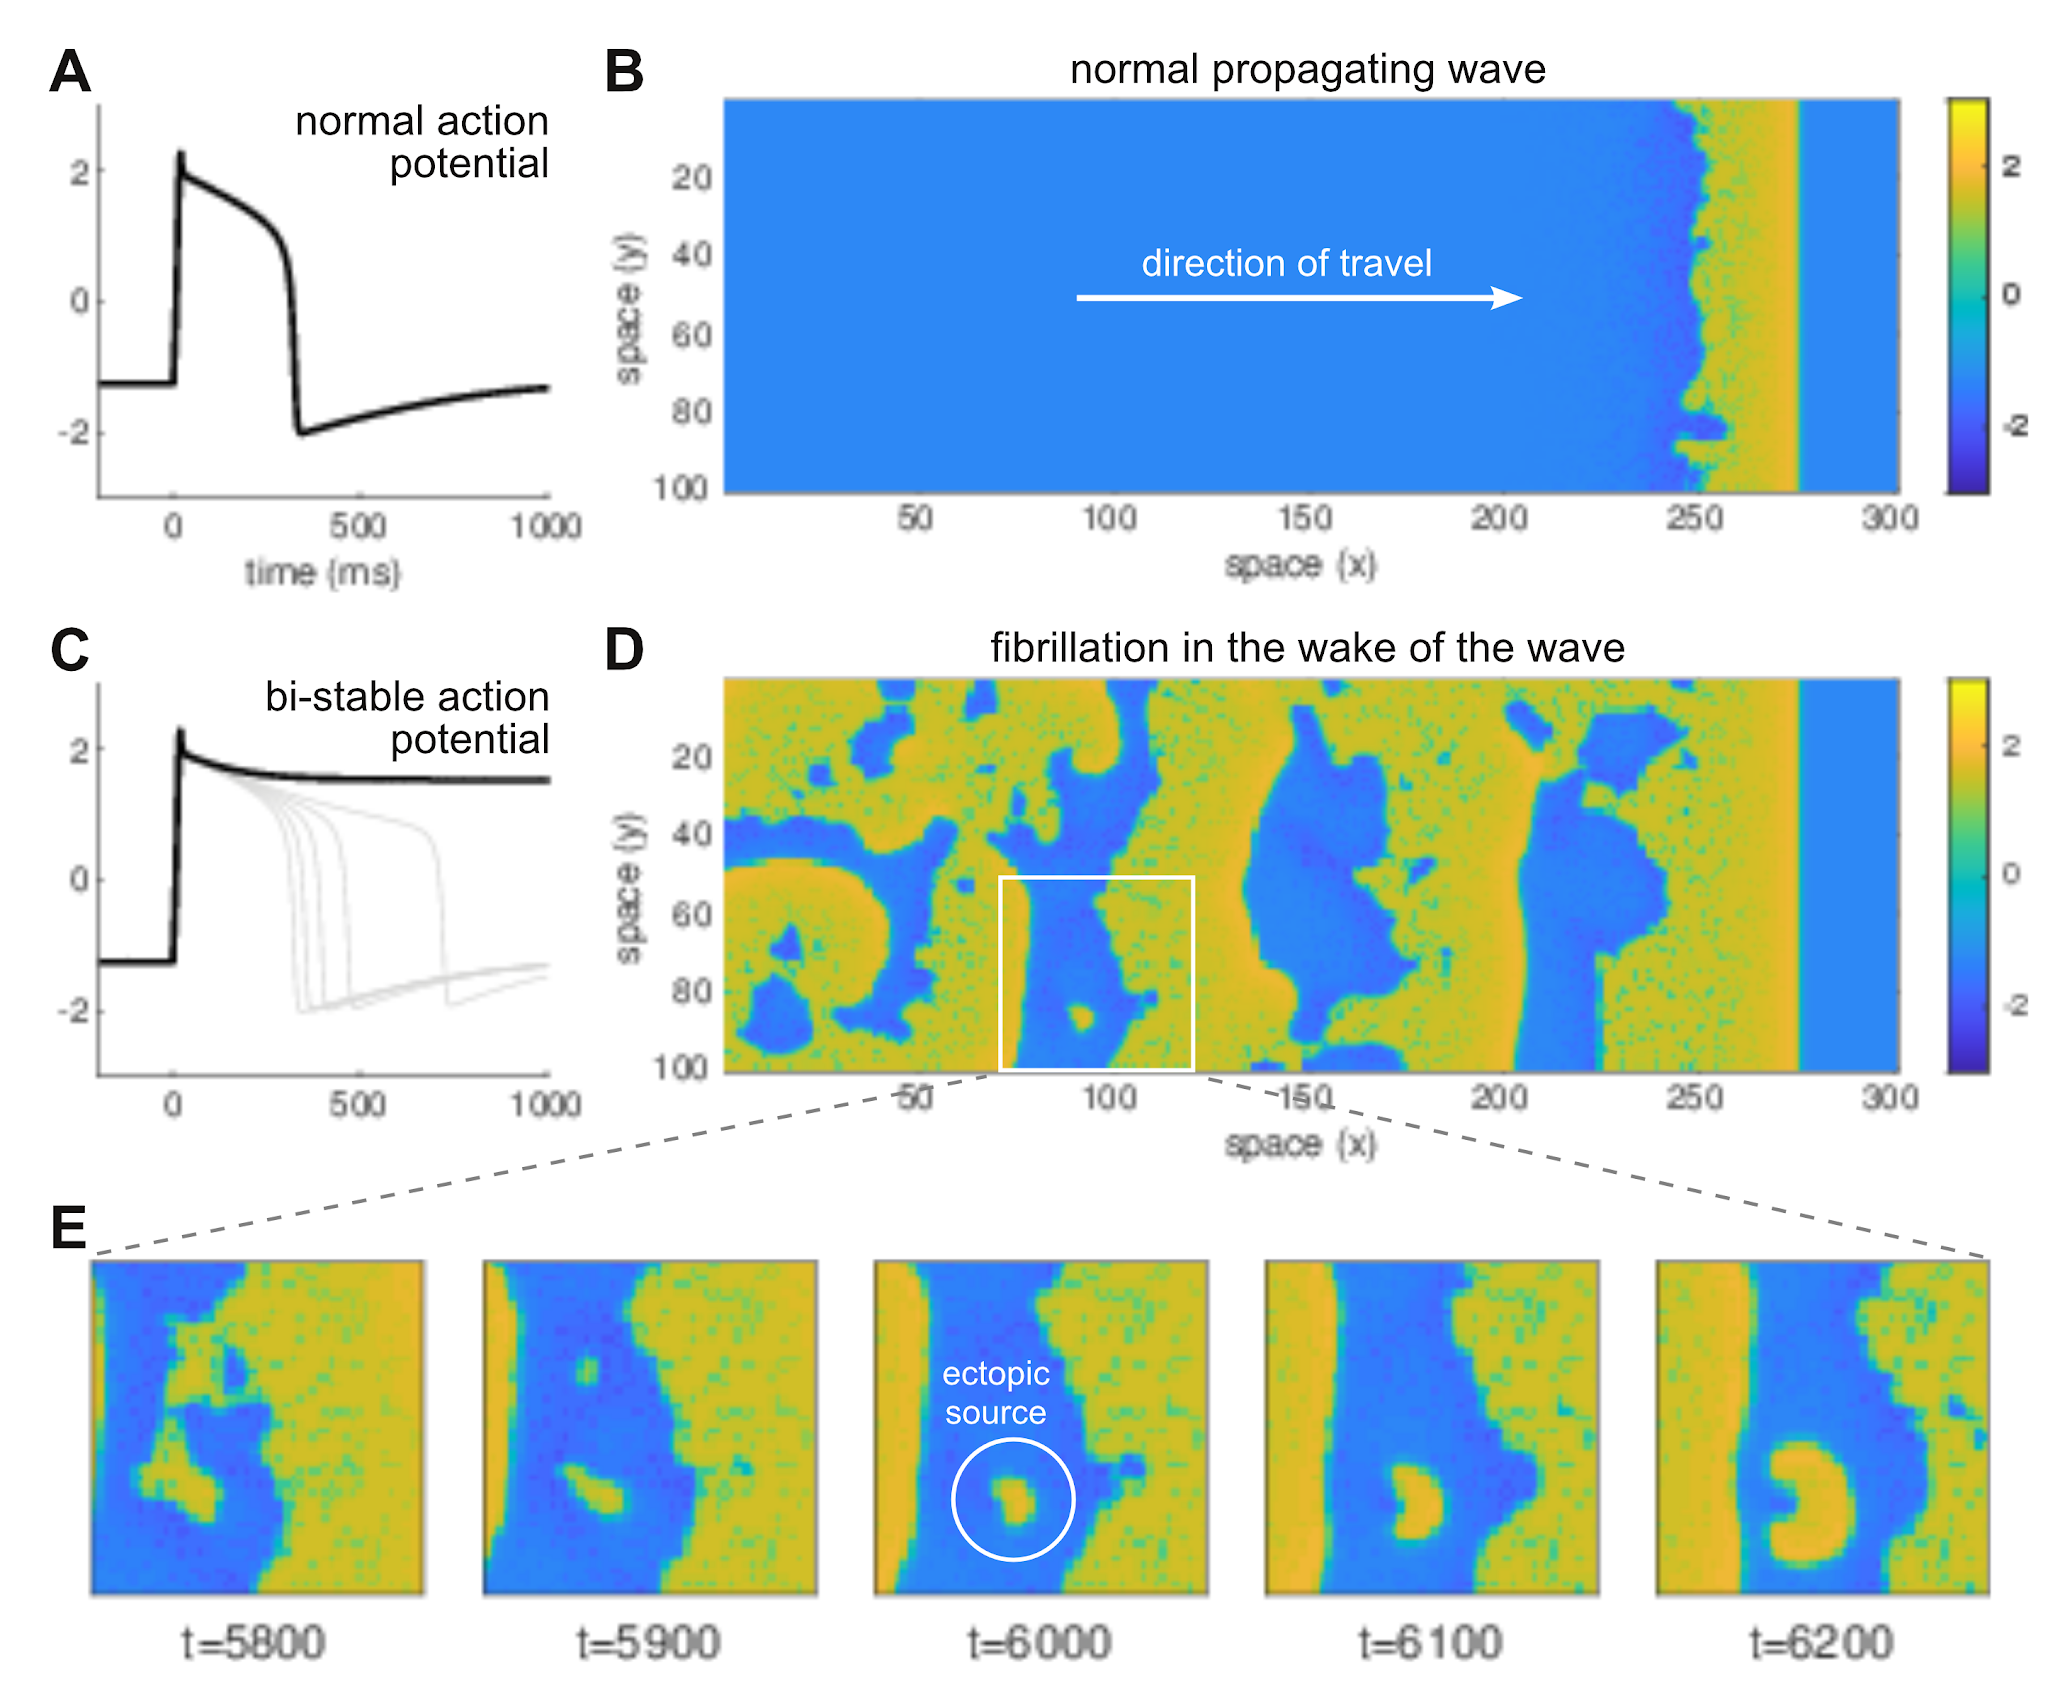 A
normal action
potential
2
0
-2
0 500 1000
time (ms)
B
normal propagating wave
direction of travel
space (y)
20
40
60
80
100
50 100 150 200 250 300
space (x)
2
0
-2
C
bi-stable action
potential
2
0
-2
0 500 1000
D
fibrillation in the wake of the wave
space (y)
20
40
60
80
100
50 100 150 200 250 300
space (x)
2
0
-2
E
ectopic
source
t=5800 t=5900 t=6000 t=6100 t=6200